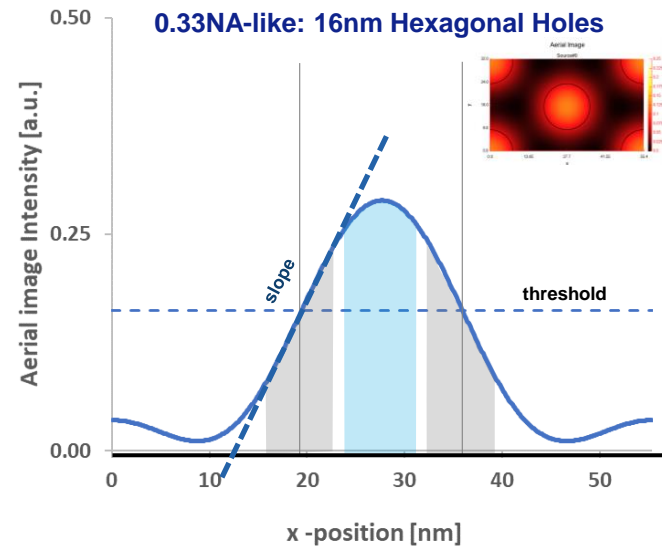 0.33NA-like: 16nm Hexagonal Holes
0.50
0.25
0.00
Aerial image Intensity [a.u.]
Aerial Image
slope
threshold
0 10 20 30 40 50
x -position [nm]